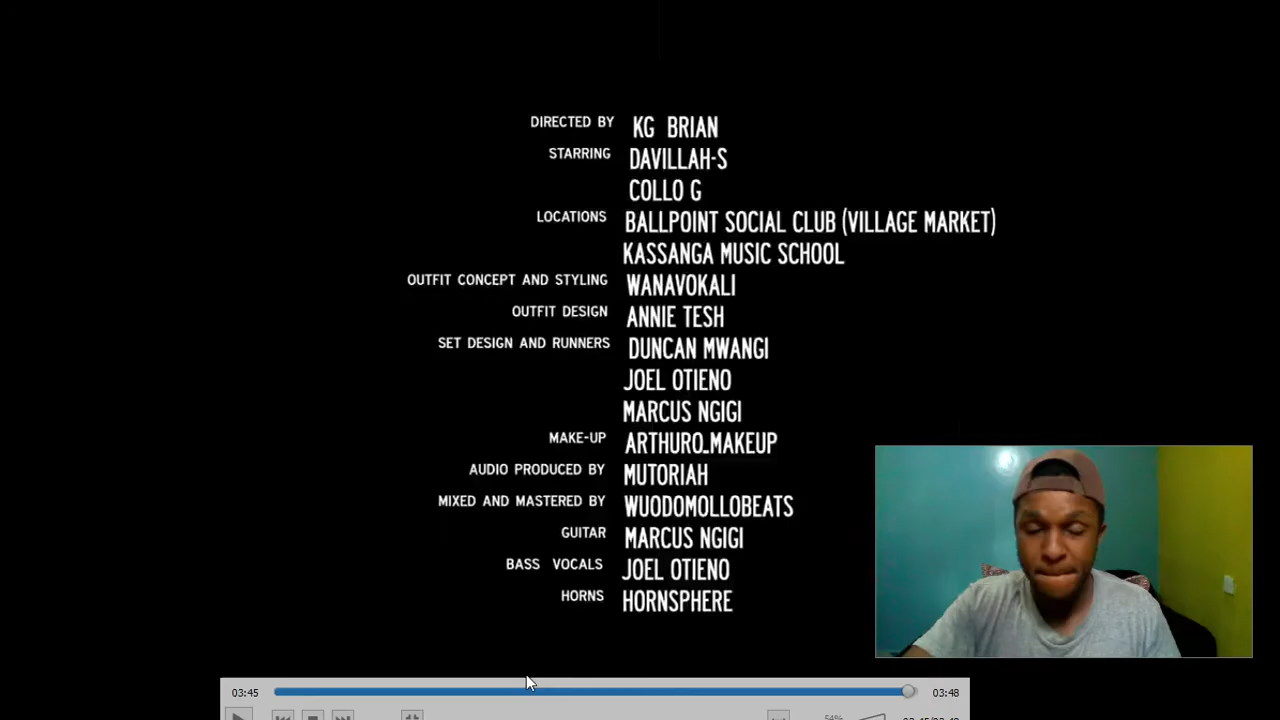 DIRECTED BY KG BRIAN
STARRING DAVILLAH-S
COLLO G
LOCATIONS BALLPOINT SOCIAL CLUB (VILLAGE MARKET)
KASSANGA MUSIC SCHOOL
OUTFIT CONCEPT AND STYLING WANAVOKALI
OUTFIT DESIGN ANNIE TESH
SET DESIGN AND RUNNERS DUNCAN MWANGI
JOEL OTIENO
MARCUS NGIGI
MAKE-UP ARTHURO_MAKEUP
AUDIO PRODUCED BY MUTORIAH
MIXED AND MASTERED BY WUODOMOLLOBEATS
GUITAR MARCUS NGIGI
BASS VOCALS JOEL OTIENO
HORNS HORNSPHERE
03:45 03:48
54%